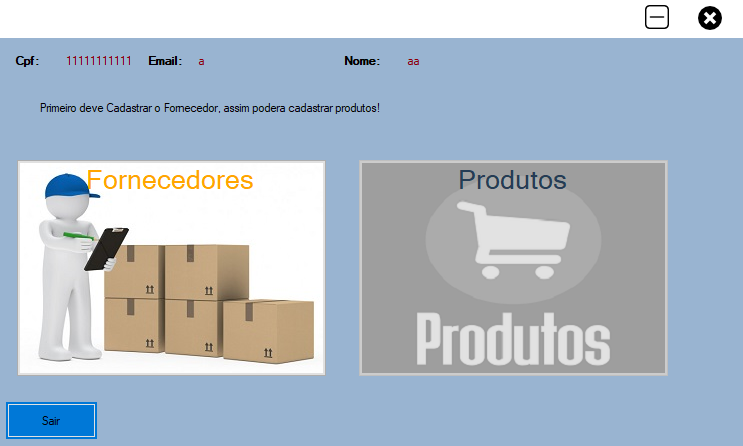 Cpf: 11111111111 Email: a Nome: aa
Primeiro deve Cadastrar o Fornecedor, assim podera cadastrar produtos!
Fornecedores
Produtos
Produtos
Sair